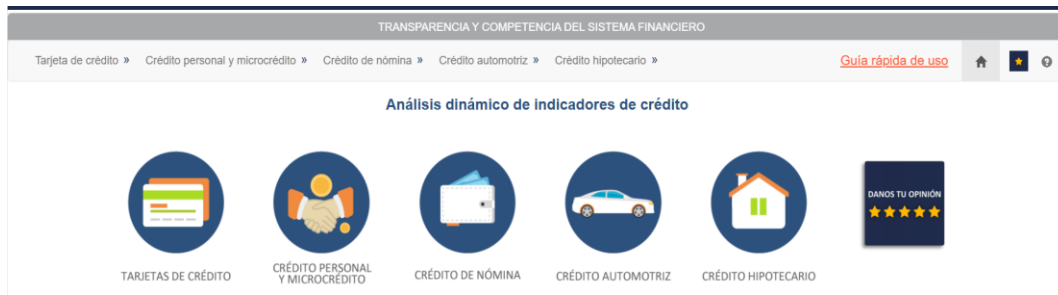 TRANSPARENCIA Y COMPETENCIA DEL SISTEMA FINANCIERO
Tarjeta de crédito » Crédito personal y microcrédito » Crédito de nómina » Crédito automotriz » Crédito hipotecario » Guía rápida de uso
Análisis dinámico de indicadores de crédito
DANOS TU OPINIÓN
TARJETAS DE CRÉDITO
CRÉDITO PERSONAL
Y MICROCRÉDITO
CRÉDITO DE NÓMINA
CRÉDITO AUTOMOTRIZ
CRÉDITO HIPOTECARIO